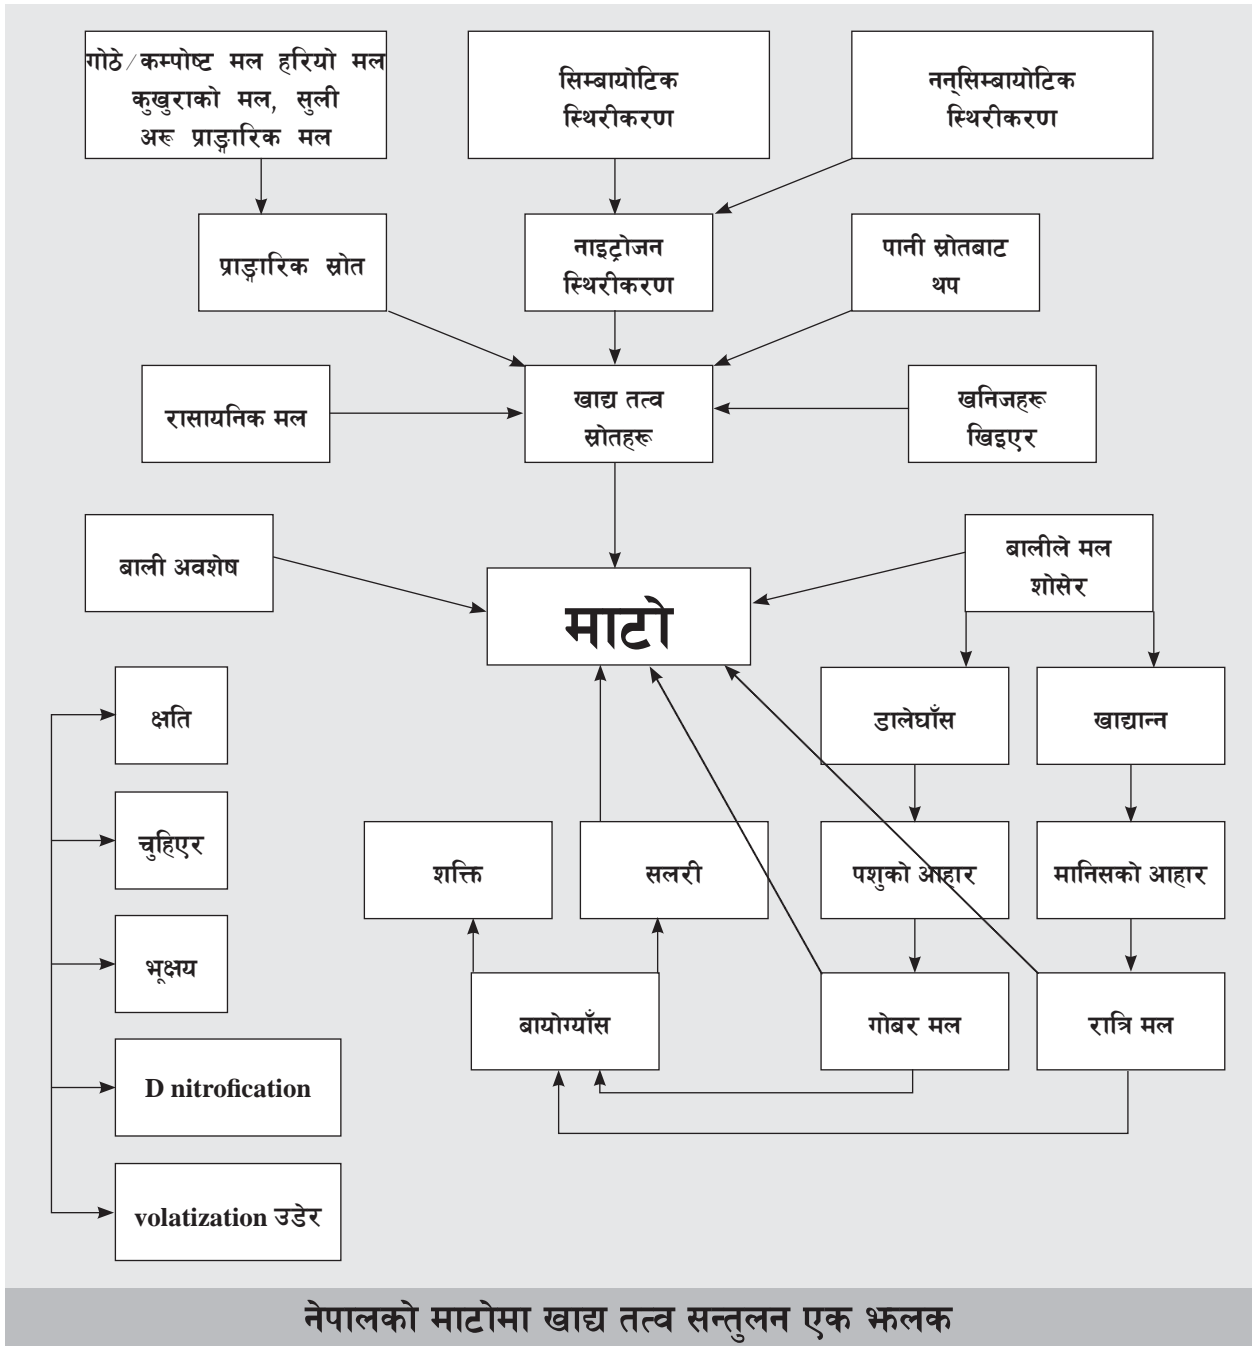 गोठे/कम्पोष्ट मल हरियो मल
कुखुराको मल, सुली
अरू प्राङ्गारिक मल
सिम्बायोटिक
स्थिरीकरण
नन्सिम्बायोटिक
स्थिरीकरण
प्राङ्गारिक स्रोत
नाइट्रोजन
स्थिरीकरण
पानी स्रोतबाट
थप
रासायनिक मल
खाद्य तत्व
स्रोतहरू
खनिजहरू
खिइएर
बाली अवशेष
माटो
बालीले मल
शोसेर
क्षति
डालेघाँस
खाद्यान्न
चुहिएर
शक्ति
सलरी
पशुको आहार
मानिसको आहार
भूक्षय
बायोग्याँस
गोबर मल
रात्रि मल
D nitrofication
volatization उडेर
नेपालको माटोमा खाद्य तत्व सन्तुलन एक झलक